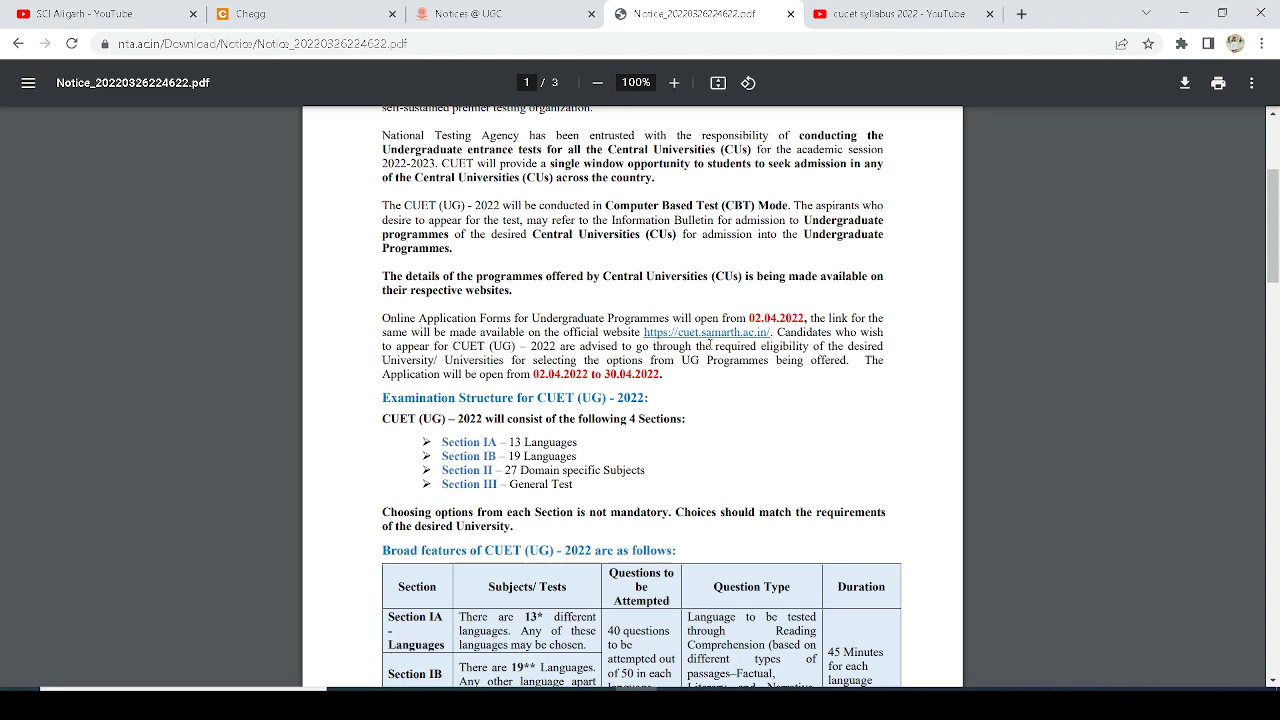 SCI Aligarh - YouTube
Chegg
Notices @ UGC
Notice_20220326224622.pdf
cucet syllabus 2022 - YouTube
nta.ac.in/Download/Notice/Notice_20220326224622.pdf
Notice_20220326224622.pdf
1 / 3
100%
self-sustained premier testing organization.
National Testing Agency has been entrusted with the responsibility of conducting the
Undergraduate entrance tests for all the Central Universities (CUs) for the academic session
2022-2023. CUET will provide a single window opportunity to students to seek admission in any
of the Central Universities (CUs) across the country.
The CUET (UG) - 2022 will be conducted in Computer Based Test (CBT) Mode. The aspirants who
desire to appear for the test, may refer to the Information Bulletin for admission to Undergraduate
programmes of the desired Central Universities (CUs) for admission into the Undergraduate
Programmes.
The details of the programmes offered by Central Universities (CUs) is being made available on
their respective websites.
Online Application Forms for Undergraduate Programmes will open from 02.04.2022, the link for the
same will be made available on the official website https://cuet.samarth.ac.in/. Candidates who wish
to appear for CUET (UG) – 2022 are advised to go through the required eligibility of the desired
University/ Universities for selecting the options from UG Programmes being offered. The
Application will be open from 02.04.2022 to 30.04.2022.
Examination Structure for CUET (UG) - 2022:
CUET (UG) – 2022 will consist of the following 4 Sections:
➢ Section IA – 13 Languages
➢ Section IB – 19 Languages
➢ Section II – 27 Domain specific Subjects
➢ Section III – General Test
Choosing options from each Section is not mandatory. Choices should match the requirements
of the desired University.
Broad features of CUET (UG) - 2022 are as follows:
Section
Subjects/ Tests
Questions to
be
Attempted
Question Type
Duration
Section IA
-
Languages
There are 13* different
languages. Any of these
languages may be chosen.
40 questions
to be
attempted out
of 50 in each
language
Language to be tested
through Reading
Comprehension (based on
different types of
passages–Factual,
Literary and Narrative,
45 Minutes
for each
language
Section IB
There are 19** Languages.
Any other language apart